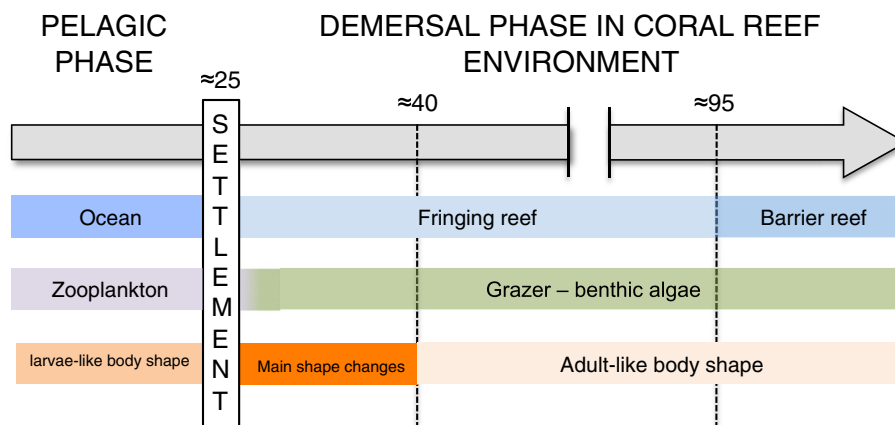 PELAGIC
PHASE
DEMERSAL PHASE IN CORAL REEF
ENVIRONMENT
≈25
≈40
≈95
SETTLEMENT
Ocean
Fringing reef
Barrier reef
Zooplankton
Grazer – benthic algae
larvae-like body shape
Main shape changes
Adult-like body shape